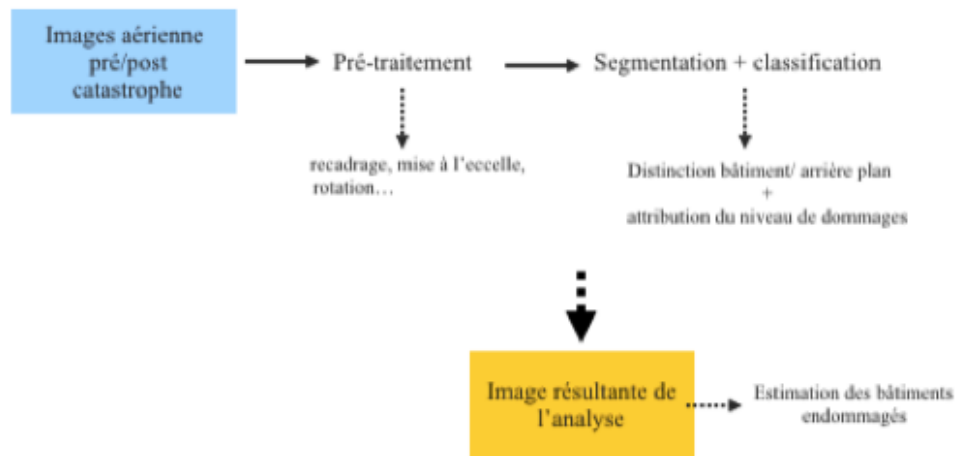 Images aérienne
pré/post
catastrophe
Pré-traitement
Segmentation + classification
recadrage, mise à l'eccelle,
rotation…
Distinction bâtiment/ arrière plan
+
attribution du niveau de dommages
Image résultante de
l'analyse
Estimation des bâtiments
endommagés